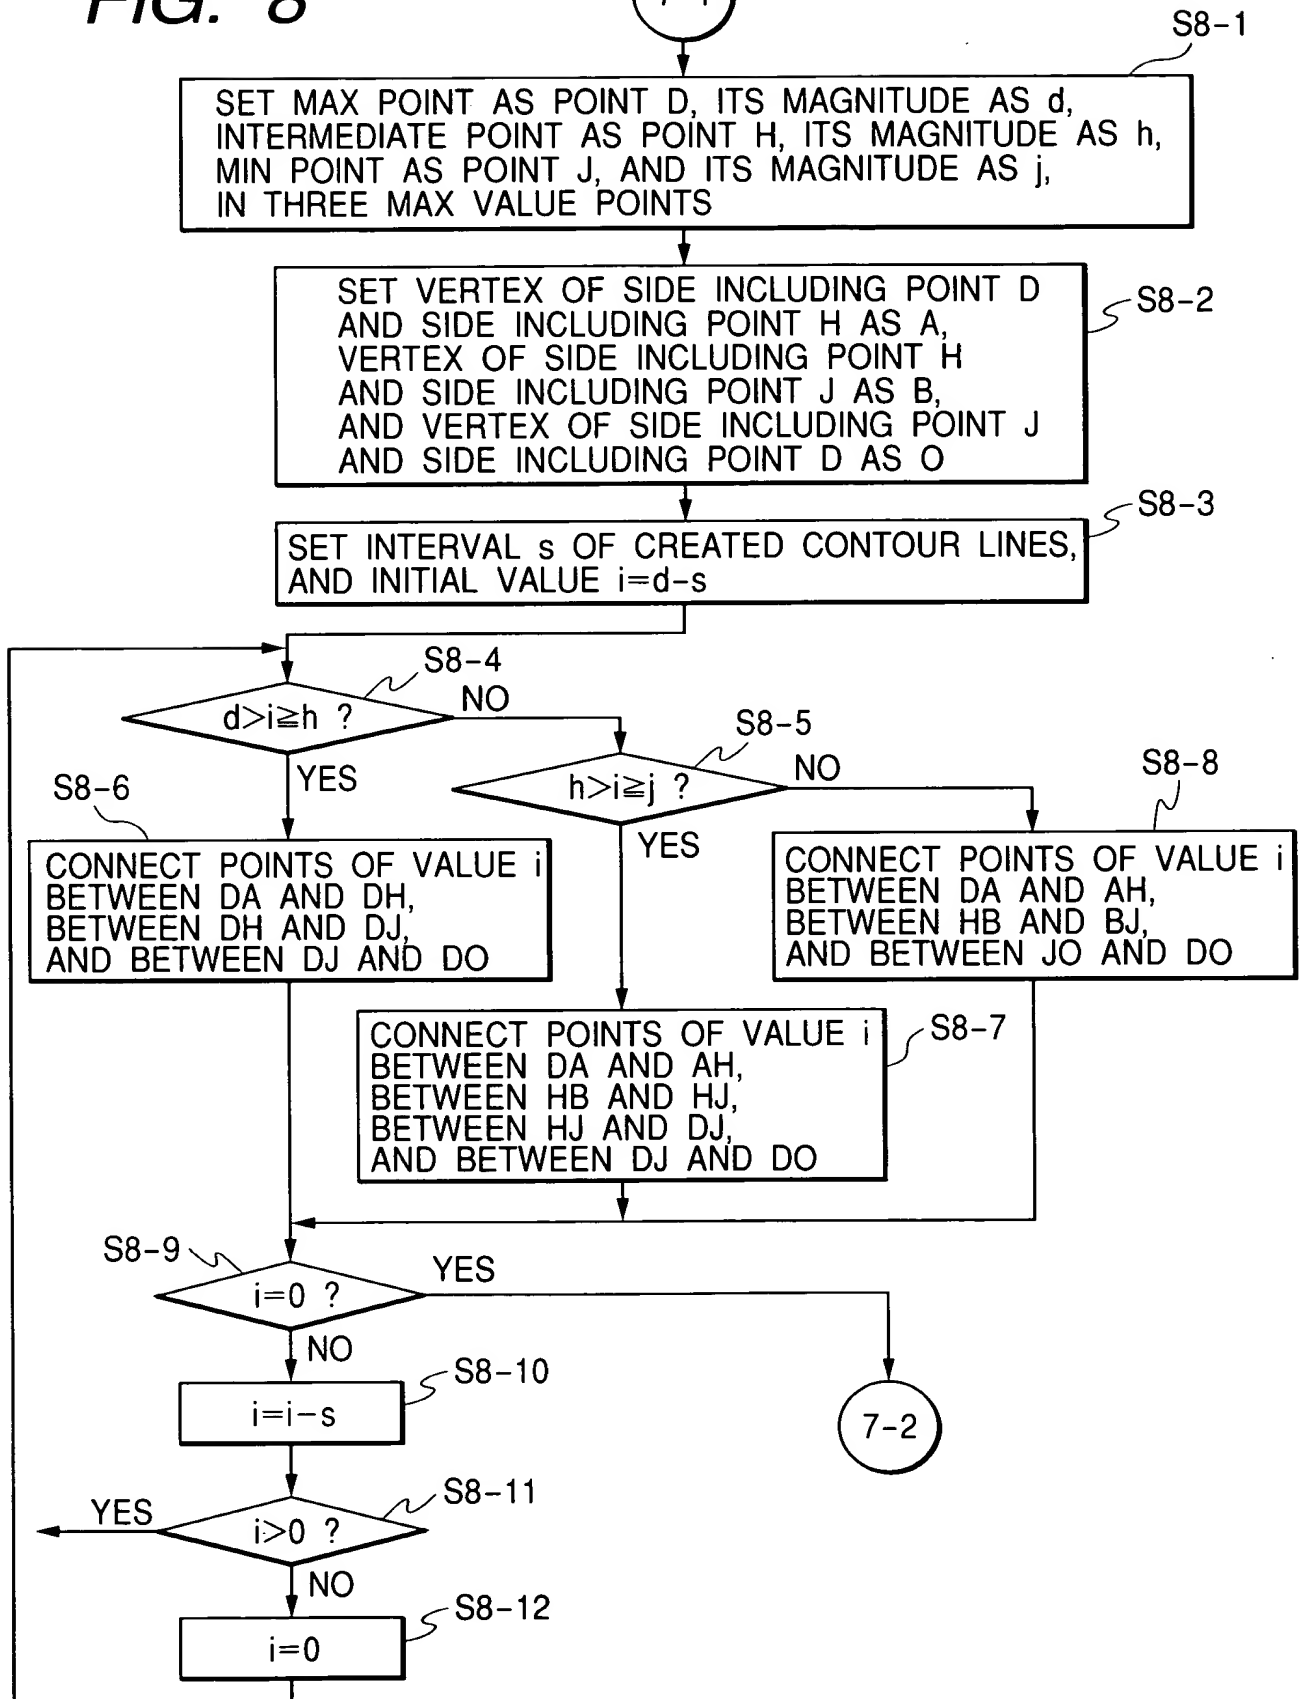 FIG. 8
S8-1
SET MAX POINT AS POINT D, ITS MAGNITUDE AS d,
INTERMEDIATE POINT AS POINT H, ITS MAGNITUDE AS h,
MIN POINT AS POINT J, AND ITS MAGNITUDE AS j,
IN THREE MAX VALUE POINTS
S8-2
SET VERTEX OF SIDE INCLUDING POINT D
AND SIDE INCLUDING POINT H AS A,
VERTEX OF SIDE INCLUDING POINT H
AND SIDE INCLUDING POINT J AS B,
AND VERTEX OF SIDE INCLUDING POINT J
AND SIDE INCLUDING POINT D AS O
S8-3
SET INTERVAL s OF CREATED CONTOUR LINES,
AND INITIAL VALUE i=d-s
S8-4
d>i≧h ?
NO
YES
S8-5
h>i≧j ?
NO
YES
S8-6
CONNECT POINTS OF VALUE i
BETWEEN DA AND DH,
BETWEEN DH AND DJ,
AND BETWEEN DJ AND DO
S8-8
CONNECT POINTS OF VALUE i
BETWEEN DA AND AH,
BETWEEN HB AND BJ,
AND BETWEEN JO AND DO
S8-7
CONNECT POINTS OF VALUE i
BETWEEN DA AND AH,
BETWEEN HB AND HJ,
BETWEEN HJ AND DJ,
AND BETWEEN DJ AND DO
S8-9
i=0 ?
YES
NO
7-2
S8-10
i=i-s
S8-11
i>0 ?
YES
NO
S8-12
i=0